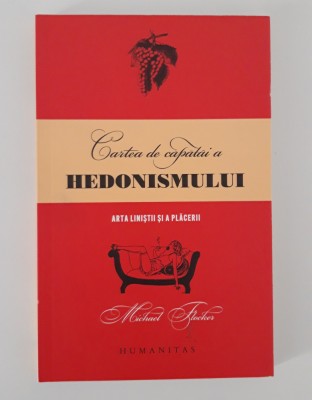 Cartea de căpătâi a
HEDONISMULUI
ARTA LINIȘTII ȘI A PLĂCERII
Michael Flocker
HUMANITAS